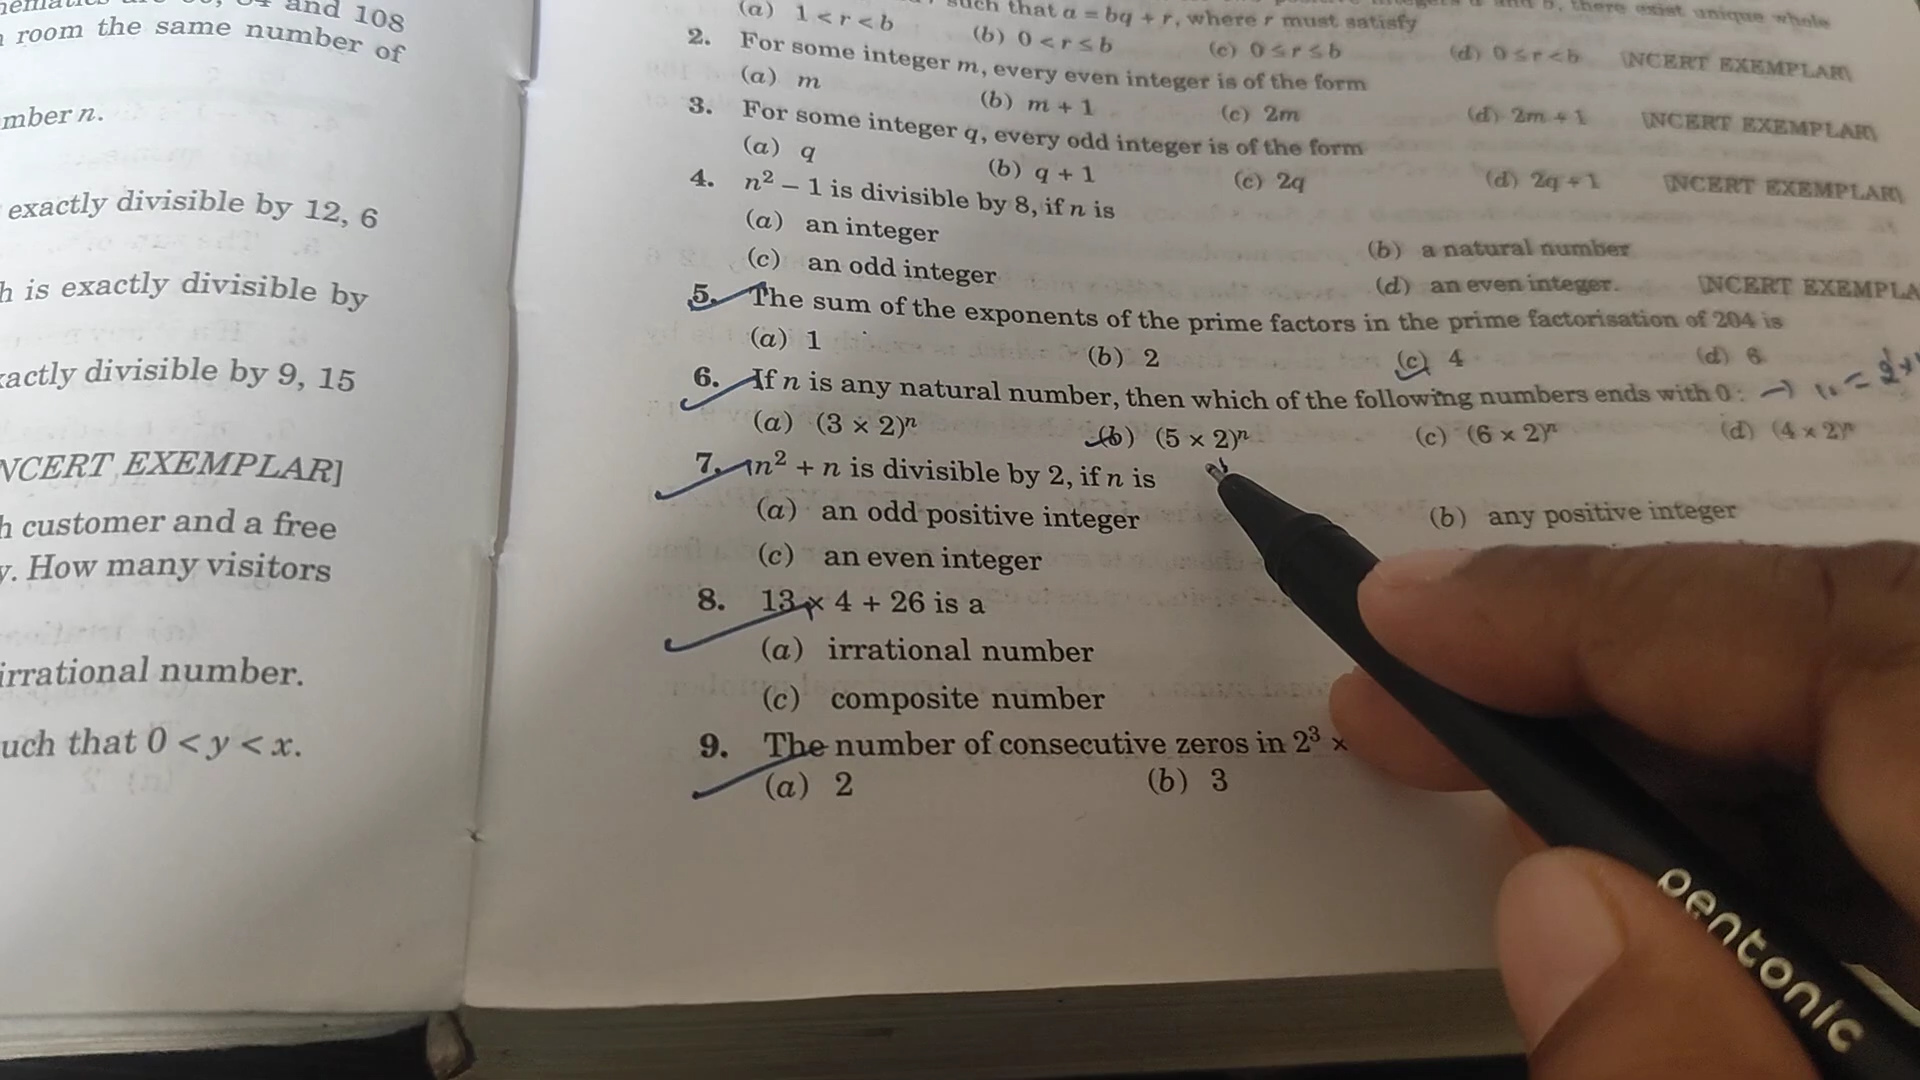 and 108
room the same number of
mber n.
exactly divisible by 12, 6
h is exactly divisible by
actly divisible by 9, 15
NCERT EXEMPLAR]
h customer and a free
y. How many visitors
irrational number.
uch that 0 < y < x.
such that a = bq + r, where r must satisfy
(a) 1 < r < b (b) 0 < r ≤ b (c) 0 ≤ r ≤ b (d) 0 ≤ r < b [NCERT EXEMPLAR]
2. For some integer m, every even integer is of the form
(a) m (b) m + 1 (c) 2m (d) 2m + 1 [NCERT EXEMPLAR]
3. For some integer q, every odd integer is of the form
(a) q (b) q + 1 (c) 2q (d) 2q + 1 [NCERT EXEMPLAR]
4. n² – 1 is divisible by 8, if n is
(a) an integer (b) a natural number
(c) an odd integer (d) an even integer. [NCERT EXEMPLA
5. The sum of the exponents of the prime factors in the prime factorisation of 204 is
(a) 1 (b) 2 (c) 4 (d) 6
6. If n is any natural number, then which of the following numbers ends with 0:
(a) (3 × 2)ⁿ (b) (5 × 2)ⁿ (c) (6 × 2)ⁿ (d) (4 × 2)ⁿ
7. n² + n is divisible by 2, if n is
(a) an odd positive integer (b) any positive integer
(c) an even integer
8. 13 × 4 + 26 is a
(a) irrational number
(c) composite number
9. The number of consecutive zeros in 2³ ×
(a) 2 (b) 3
pentonic